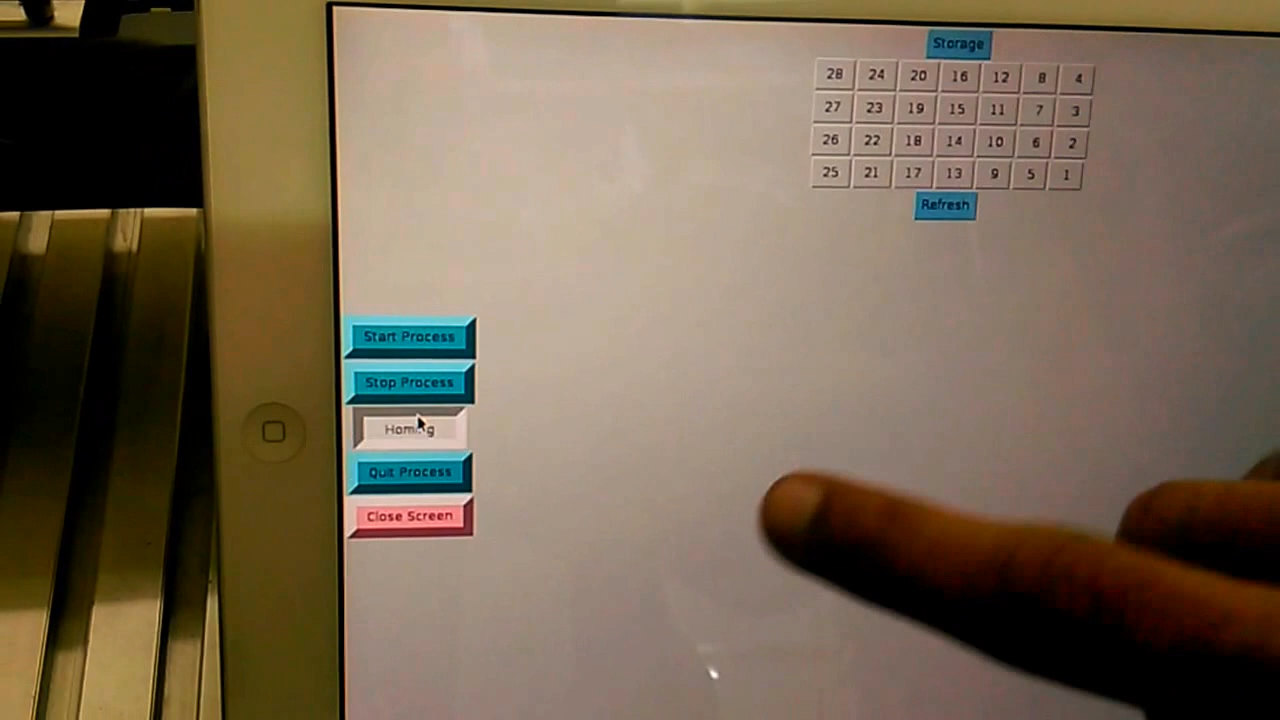 Storage
28 24 20 16 12 8 4
27 23 19 15 11 7 3
26 22 18 14 10 6 2
25 21 17 13 9 5 1
Refresh
Start Process
Stop Process
Homing
Quit Process
Close Screen